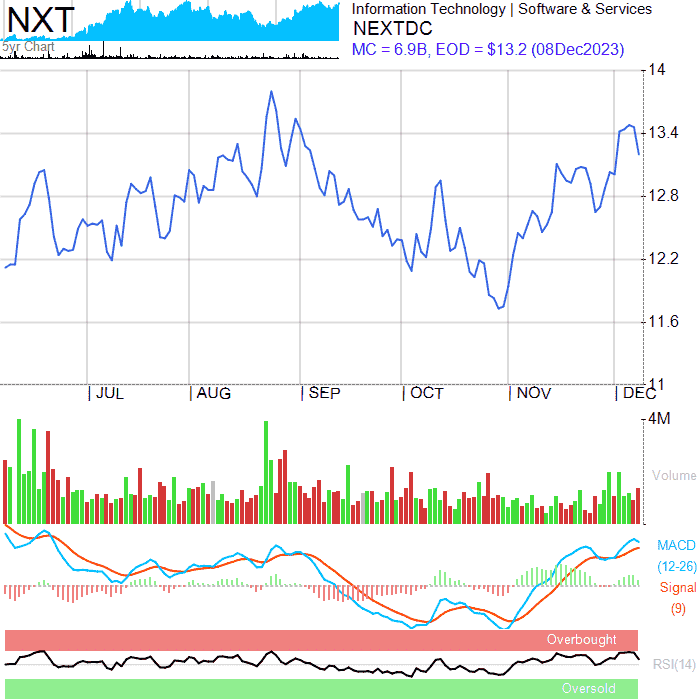 NXT
5yr Chart
Information Technology | Software & Services
NEXTDC
MC = 6.9B, EOD = $13.2 (08Dec2023)
14
13.4
12.8
12.2
11.6
11
| JUL | AUG | SEP | OCT | NOV | DEC
4M
Volume
MACD
(12-26)
Signal
(9)
Overbought
RSI(14)
Oversold